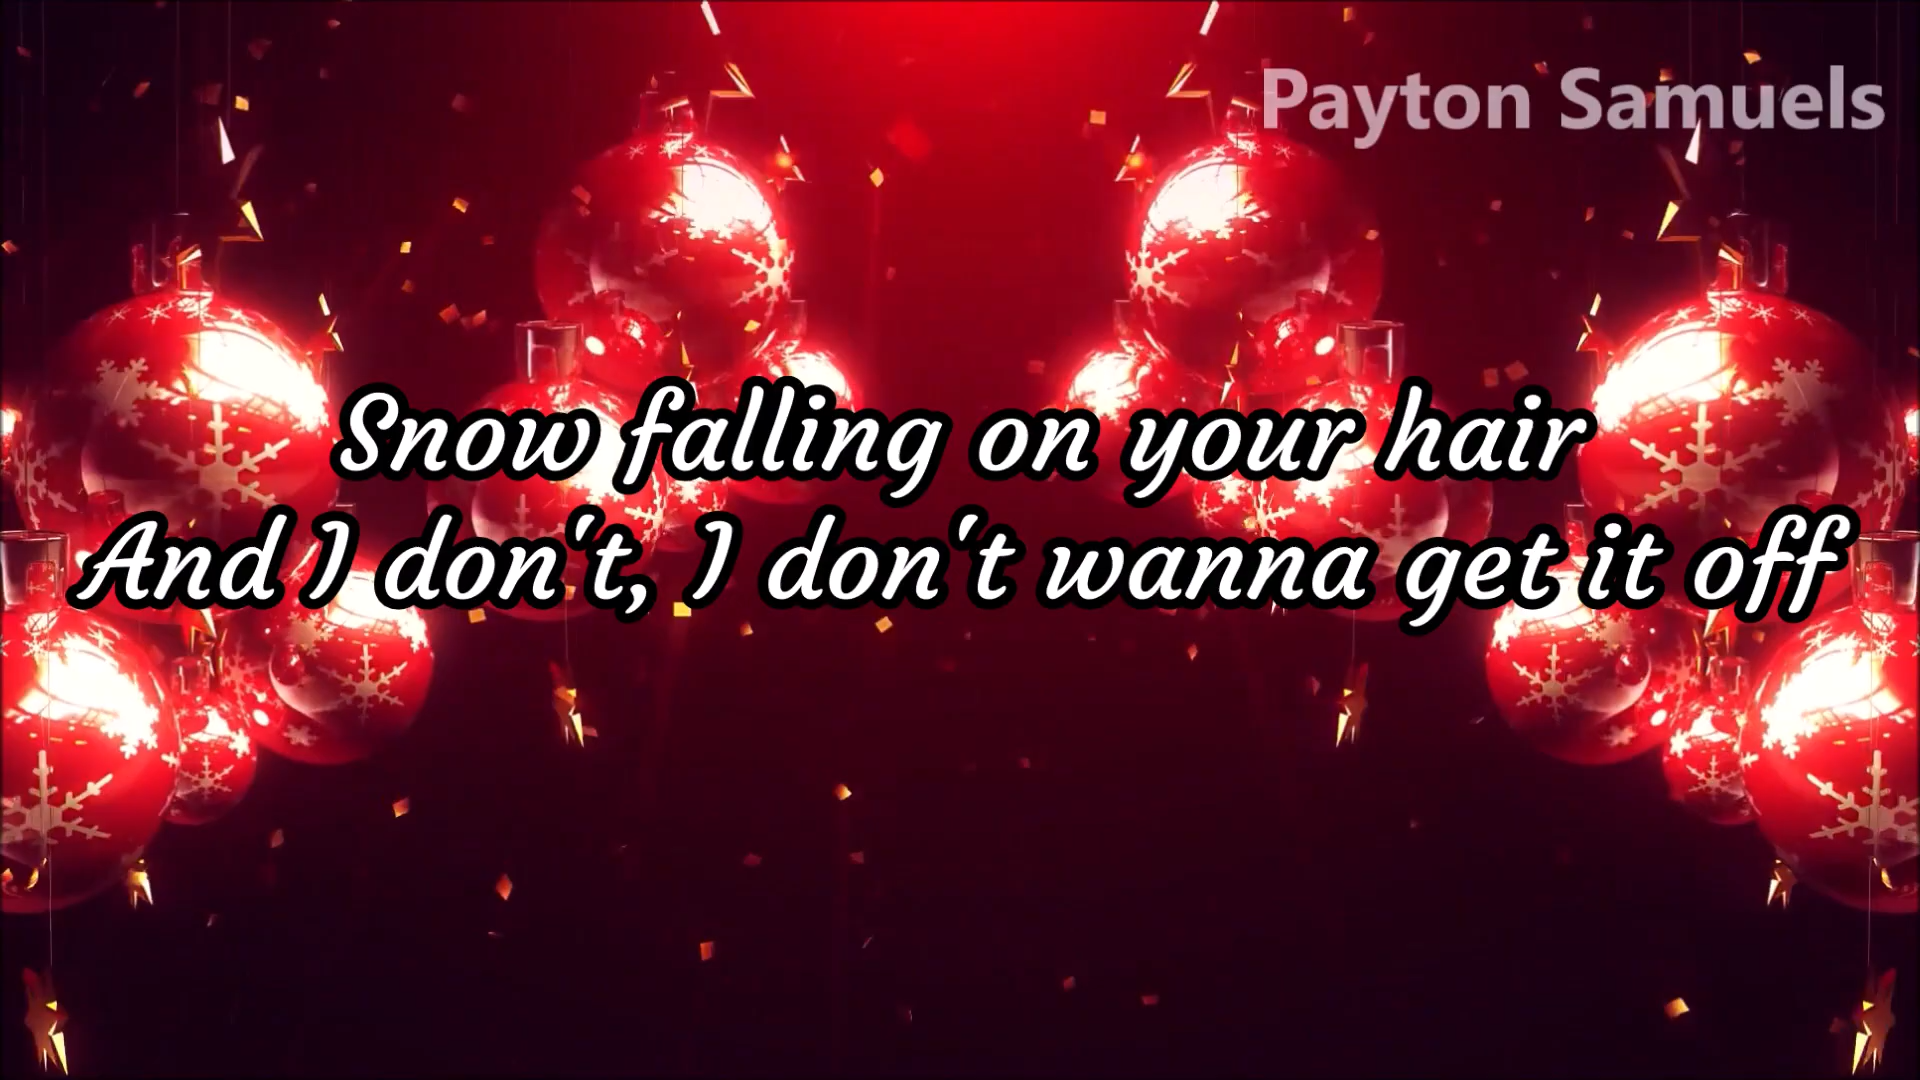 Payton Samuels
Snow falling on your hair
And I don't, I don't wanna get it off